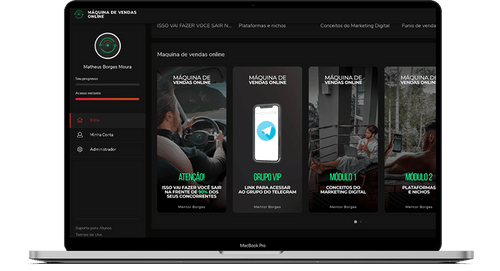 MÁQUINA DE VENDAS
ONLINE
Matheus Borges Moura
Seu progresso
Acesso restante
Início
Minha Conta
Administrador
Suporte para Alunos
Termos de Uso
ISSO VAI FAZER VOCÊ SAIR N...
Plataformas e nichos
Conceitos do Marketing Digital
Funil de venda
Maquina de vendas online
MÁQUINA DE
VENDAS ONLINE
ATENÇÃO!
ISSO VAI FAZER VOCÊ SAIR
NA FRENTE DE 90% DOS
SEUS CONCORRENTES
Mentor Borges
MÁQUINA DE
VENDAS ONLINE
GRUPO VIP
LINK PARA ACESSAR
AO GRUPO DO TELEGRAM
Mentor Borges
MÁQUINA DE
VENDAS ONLINE
MÓDULO 1
CONCEITOS DO
MARKETING DIGITAL
Mentor Borges
MÁQUINA DE
VENDAS ONLINE
MÓDULO 2
PLATAFORMAS
E NICHOS
Mentor Borges
MacBook Pro